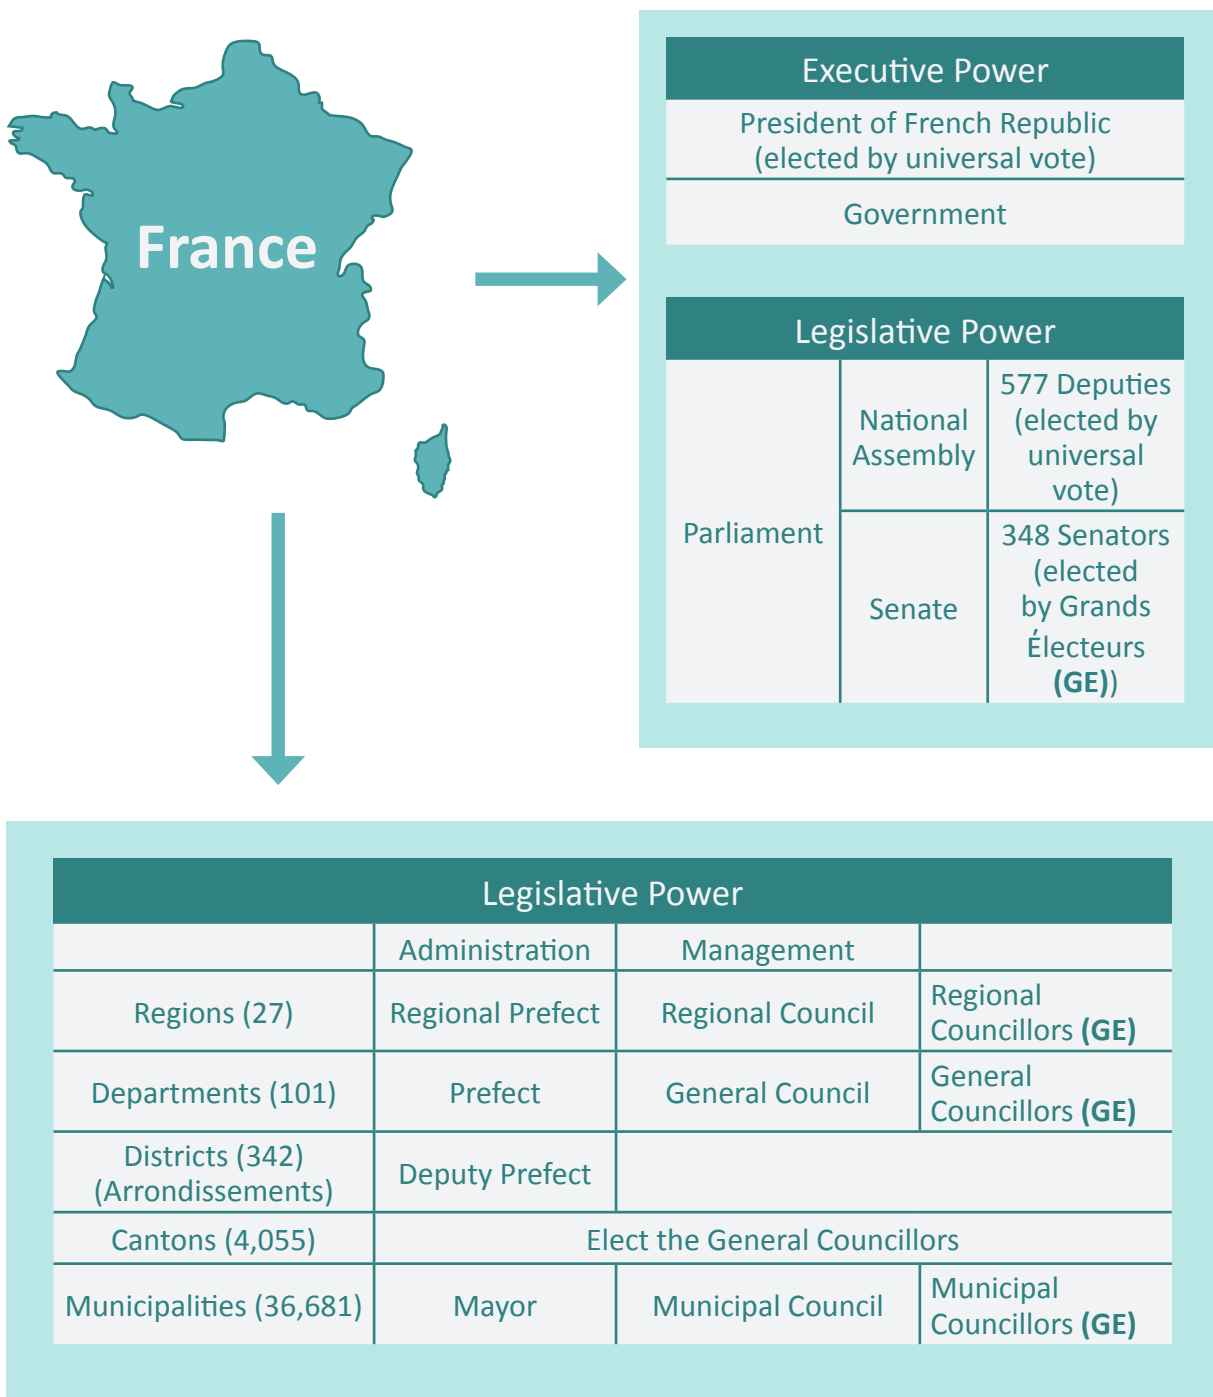 France
Executive Power
President of French Republic
(elected by universal vote)
Government
Legislative Power
Parliament
National
Assembly
577 Deputies
(elected by
universal
vote)
Senate
348 Senators
(elected
by Grands
Électeurs
(GE))
Legislative Power
Administration
Management
Regions (27)
Regional Prefect
Regional Council
Regional
Councillors (GE)
Departments (101)
Prefect
General Council
General
Councillors (GE)
Districts (342)
(Arrondissements)
Deputy Prefect
Cantons (4,055)
Elect the General Councillors
Municipalities (36,681)
Mayor
Municipal Council
Municipal
Councillors (GE)